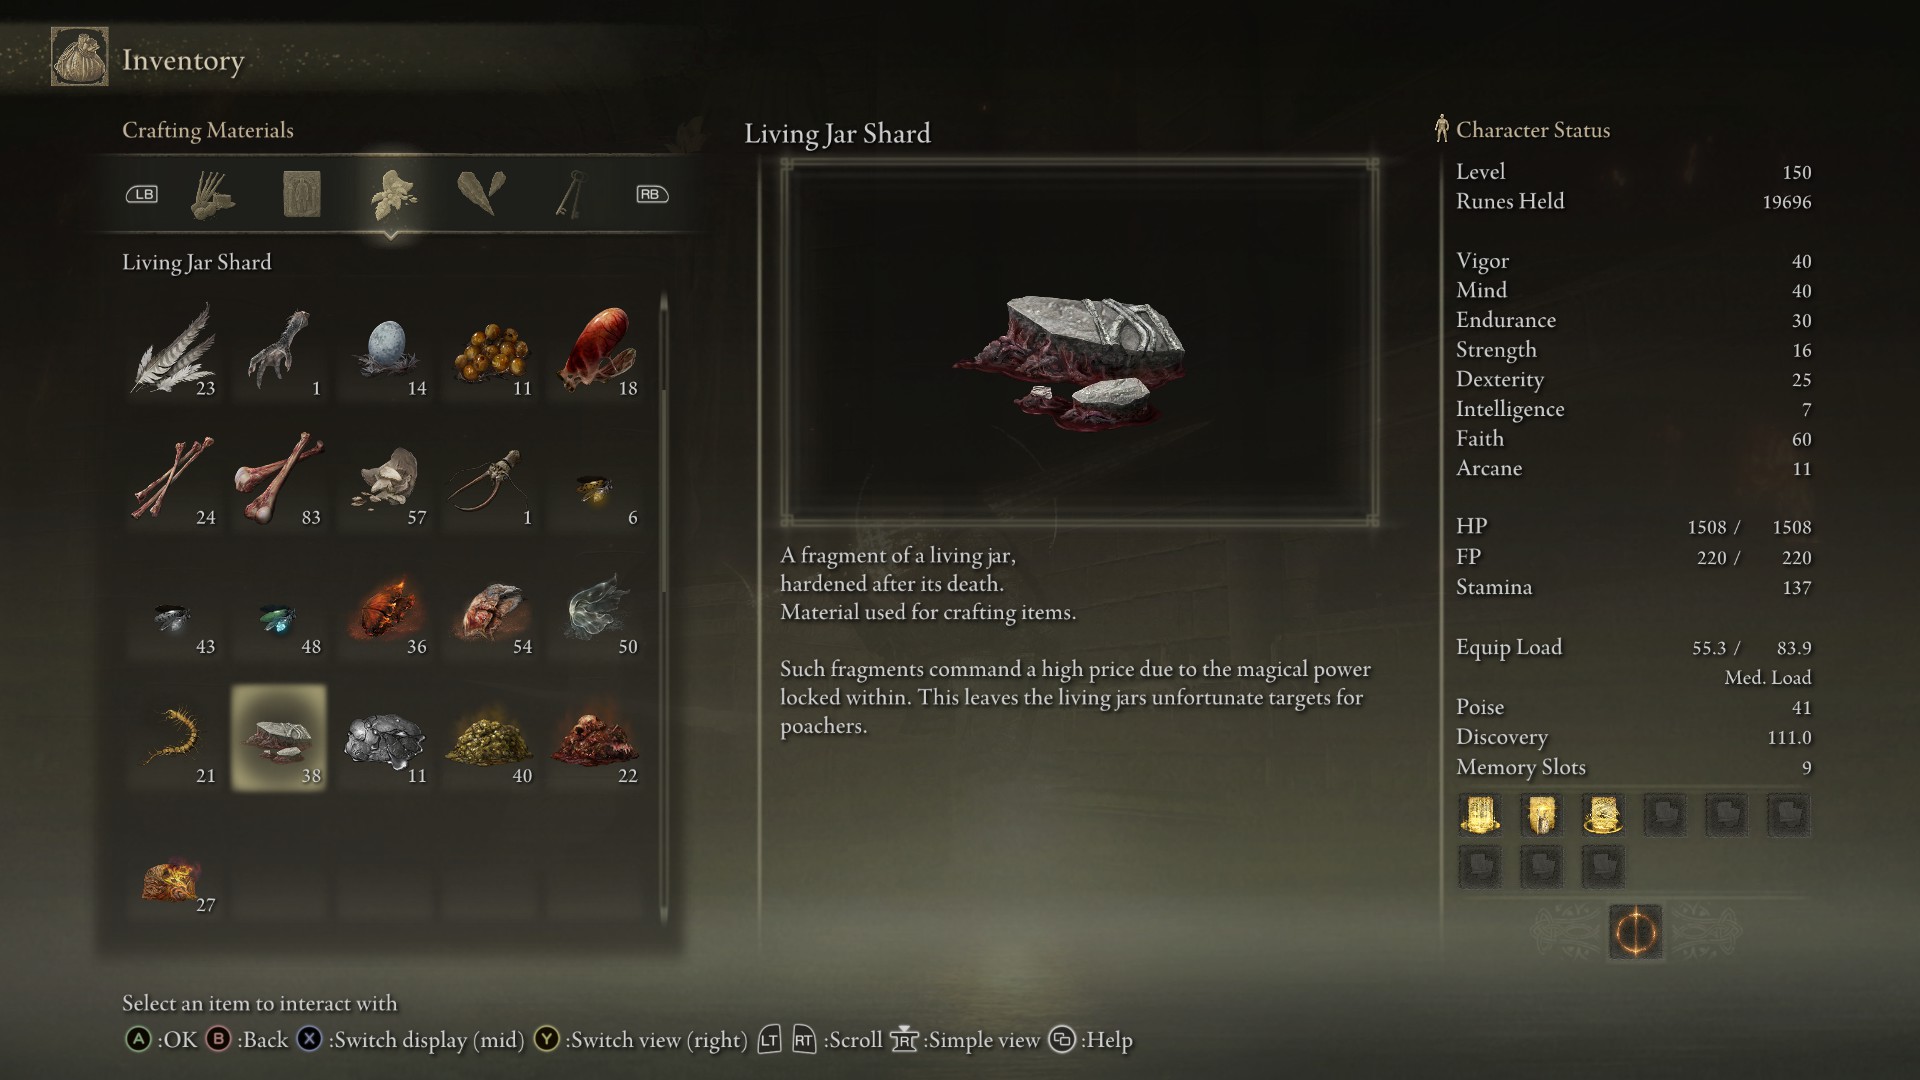 Inventory
Crafting Materials
LB
RB
Living Jar Shard
23
1
14
11
18
24
83
57
1
6
43
48
36
54
50
21
38
11
40
22
27
Living Jar Shard
A fragment of a living jar,
hardened after its death.
Material used for crafting items.
Such fragments command a high price due to the magical power
locked within. This leaves the living jars unfortunate targets for
poachers.
Character Status
Level 150
Runes Held 19696
Vigor 40
Mind 40
Endurance 30
Strength 16
Dexterity 25
Intelligence 7
Faith 60
Arcane 11
HP 1508 / 1508
FP 220 / 220
Stamina 137
Equip Load 55.3 / 83.9
Med. Load
Poise 41
Discovery 111.0
Memory Slots 9
Select an item to interact with
A :OK B :Back X :Switch display (mid) Y :Switch view (right) LT RT :Scroll R :Simple view :Help